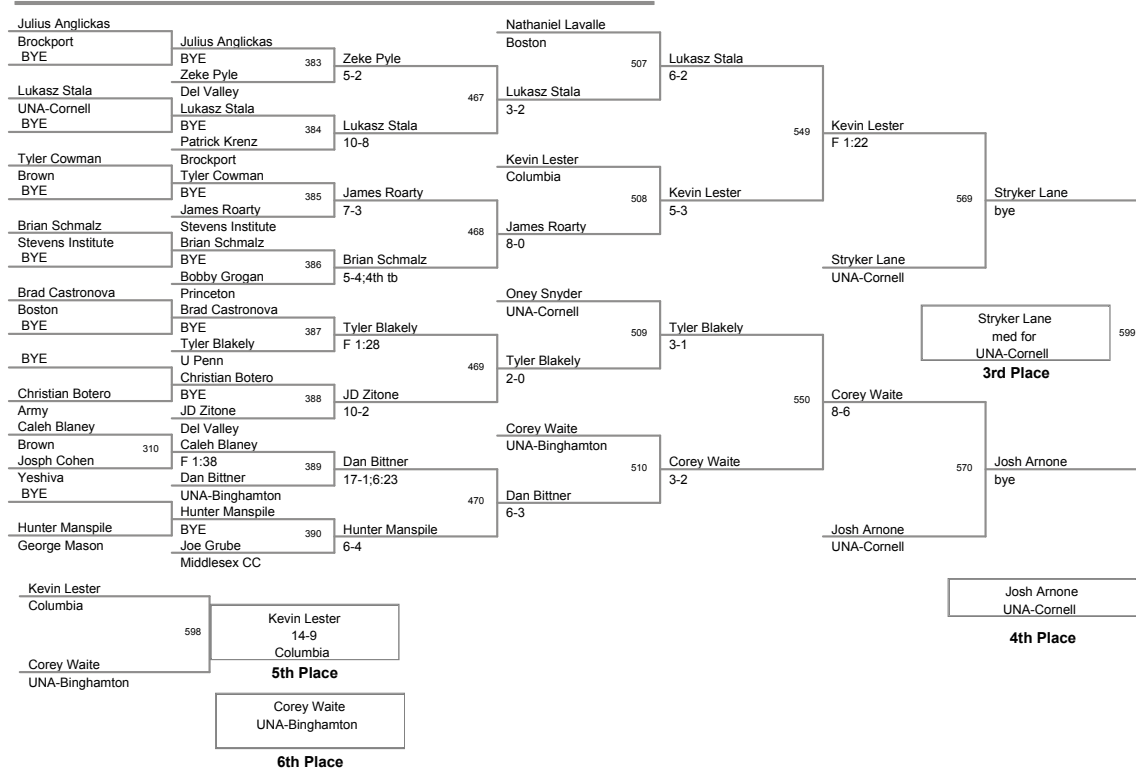 Julius Anglickas
Brockport
BYE
Lukasz Stala
UNA-Cornell
BYE
Tyler Cowman
Brown
BYE
Brian Schmalz
Stevens Institute
BYE
Brad Castronova
Boston
BYE
BYE
Christian Botero
Army
Caleh Blaney
Brown
310
Josph Cohen
Yeshiva
BYE
Hunter Manspile
George Mason
Julius Anglickas
BYE
383
Zeke Pyle
Del Valley
Lukasz Stala
BYE
384
Patrick Krenz
Brockport
Tyler Cowman
BYE
385
James Roarty
Stevens Institute
Brian Schmalz
BYE
386
Bobby Grogan
Princeton
Brad Castronova
BYE
387
Tyler Blakely
U Penn
Christian Botero
BYE
388
JD Zitone
Del Valley
Caleh Blaney
F 1:38
389
Dan Bittner
UNA-Binghamton
Hunter Manspile
BYE
390
Joe Grube
Middlesex CC
Zeke Pyle
5-2
467
Lukasz Stala
10-8
James Roarty
7-3
468
Brian Schmalz
5-4;4th tb
Tyler Blakely
F 1:28
469
JD Zitone
10-2
Dan Bittner
17-1;6:23
470
Hunter Manspile
6-4
Nathaniel Lavalle
Boston
507
Lukasz Stala
3-2
Kevin Lester
Columbia
508
James Roarty
8-0
Oney Snyder
UNA-Cornell
509
Tyler Blakely
2-0
Corey Waite
UNA-Binghamton
510
Dan Bittner
6-3
Lukasz Stala
6-2
549
Kevin Lester
5-3
Tyler Blakely
3-1
550
Corey Waite
3-2
Kevin Lester
F 1:22
569
Stryker Lane
UNA-Cornell
Corey Waite
8-6
570
Josh Arnone
UNA-Cornell
Stryker Lane
bye
Stryker Lane
med for
UNA-Cornell
599
3rd Place
Josh Arnone
bye
Josh Arnone
UNA-Cornell
4th Place
Kevin Lester
Columbia
598
Corey Waite
UNA-Binghamton
Kevin Lester
14-9
Columbia
5th Place
Corey Waite
UNA-Binghamton
6th Place